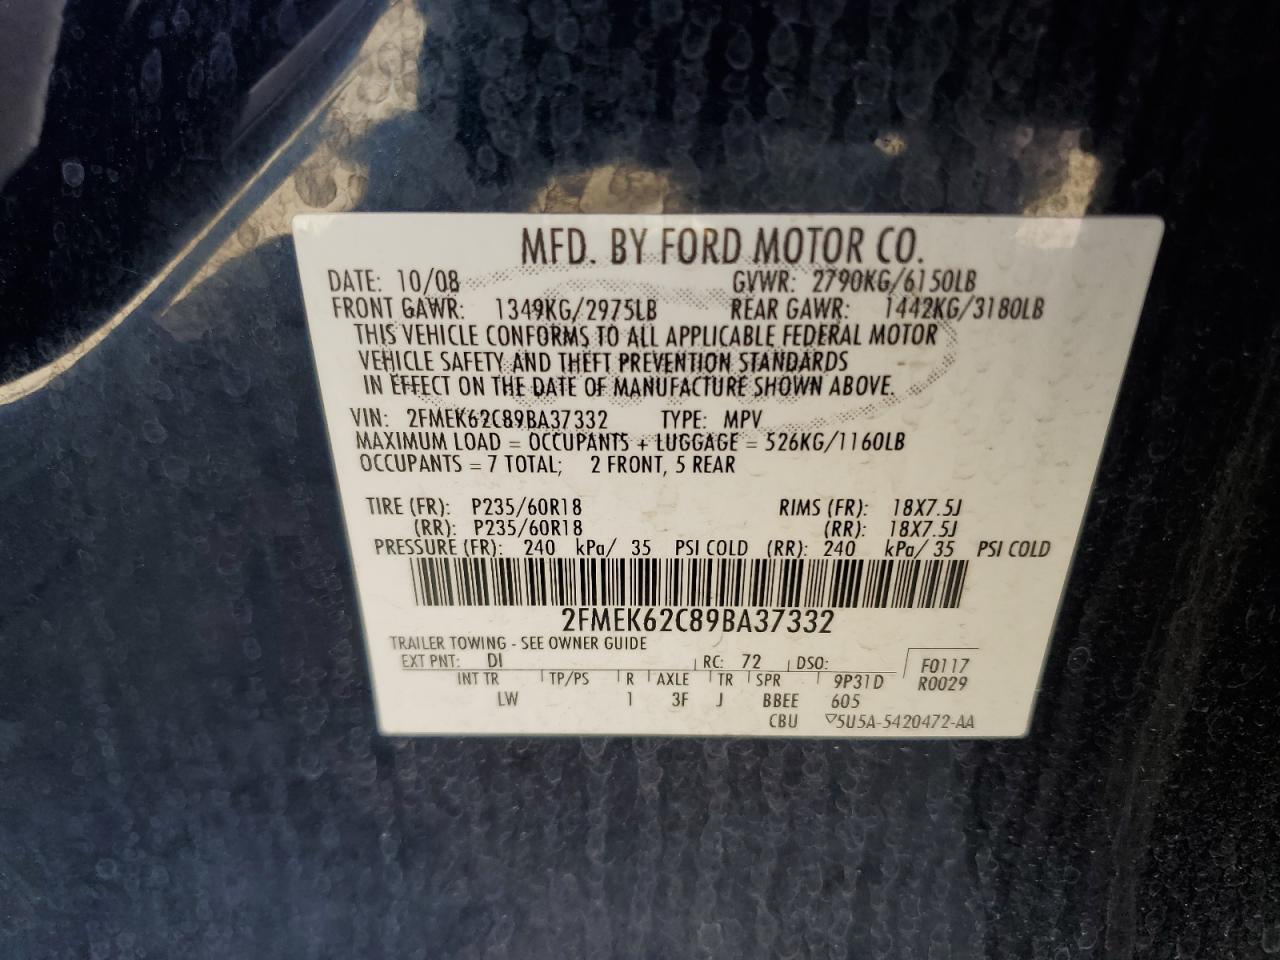 MFD. BY FORD MOTOR CO.
DATE: 10/08 GVWR: 2790KG/6150LB
FRONT GAWR: 1349KG/2975LB REAR GAWR: 1442KG/3180LB
THIS VEHICLE CONFORMS TO ALL APPLICABLE FEDERAL MOTOR
VEHICLE SAFETY AND THEFT PREVENTION STANDARDS
IN EFFECT ON THE DATE OF MANUFACTURE SHOWN ABOVE.
VIN: 2FMEK62C89BA37332 TYPE: MPV
MAXIMUM LOAD = OCCUPANTS + LUGGAGE = 526KG/1160LB
OCCUPANTS = 7 TOTAL; 2 FRONT, 5 REAR
TIRE (FR): P235/60R18 RIMS (FR): 18X7.5J
(RR): P235/60R18 (RR): 18X7.5J
PRESSURE (FR): 240 kPa/ 35 PSI COLD (RR): 240 kPa/ 35 PSI COLD
2FMEK62C89BA37332
TRAILER TOWING - SEE OWNER GUIDE
EXT PNT: DI RC: 72 DSO: F0117
INT TR TP/PS R AXLE TR SPR 9P31D R0029
LW 1 3F J BBEE 605
CBU ▽5U5A-5420472-AA